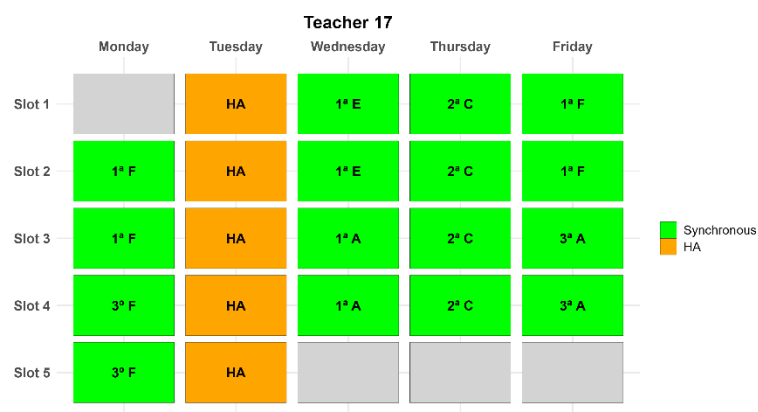 Teacher 17
Monday Tuesday Wednesday Thursday Friday
Slot 1 HA 1ª E 2ª C 1ª F
Slot 2 1ª F HA 1ª E 2ª C 1ª F
Slot 3 1ª F HA 1ª A 2ª C 3ª A
Synchronous
HA
Slot 4 3º F HA 1ª A 2ª C 3ª A
Slot 5 3º F HA